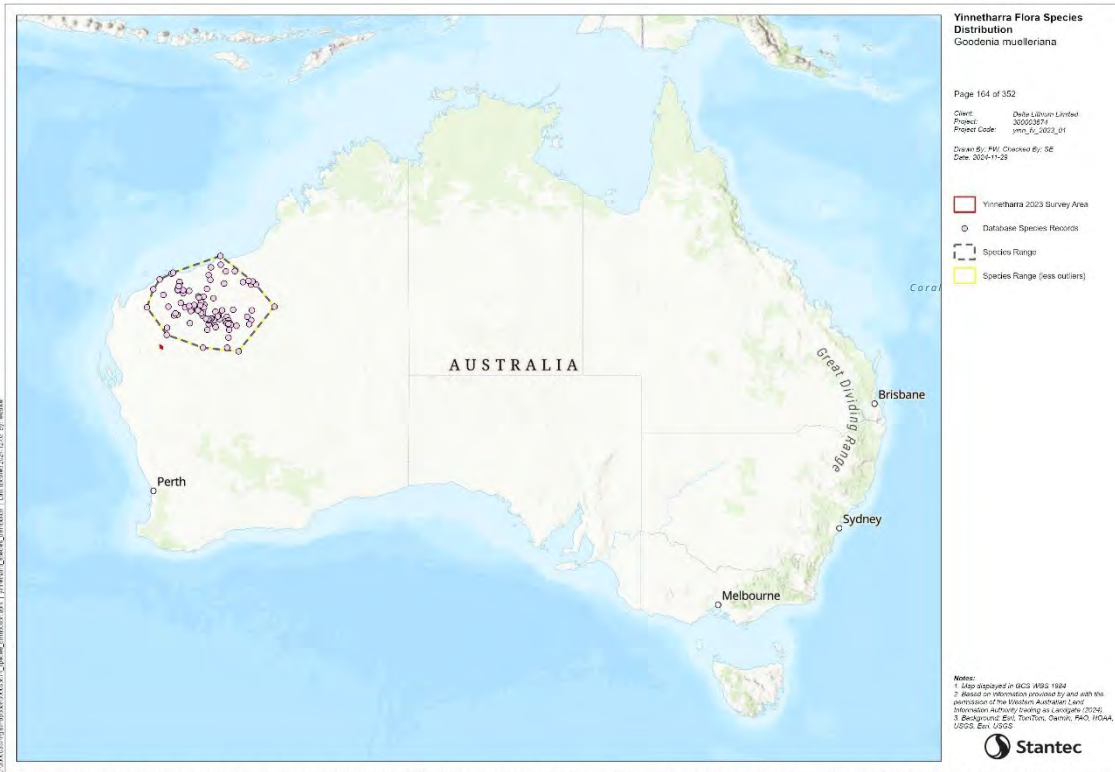 Yinnetharra Flora Species
Distribution
Goodenia muelleriana
Page 164 of 352
Client: Delta Lithium Limited
Project: 300003674
Project Code: ynn_fv_2023_01
Drawn By: PW Checked By: SE
Date: 2024-11-29
Yinnetharra 2023 Survey Area
Database Species Records
Species Range
Species Range (less outliers)
Coral
AUSTRALIA
Great Dividing Range
Brisbane
Perth
Sydney
Melbourne
Notes:
1. Map displayed in GCS WGS 1984
2. Based on information provided by and with the
permission of the Western Australian Land
Information Authority trading as Landgate (2024).
3. Background: Esri, TomTom, Garmin, FAO, NOAA,
USGS, Esri, USGS
Stantec